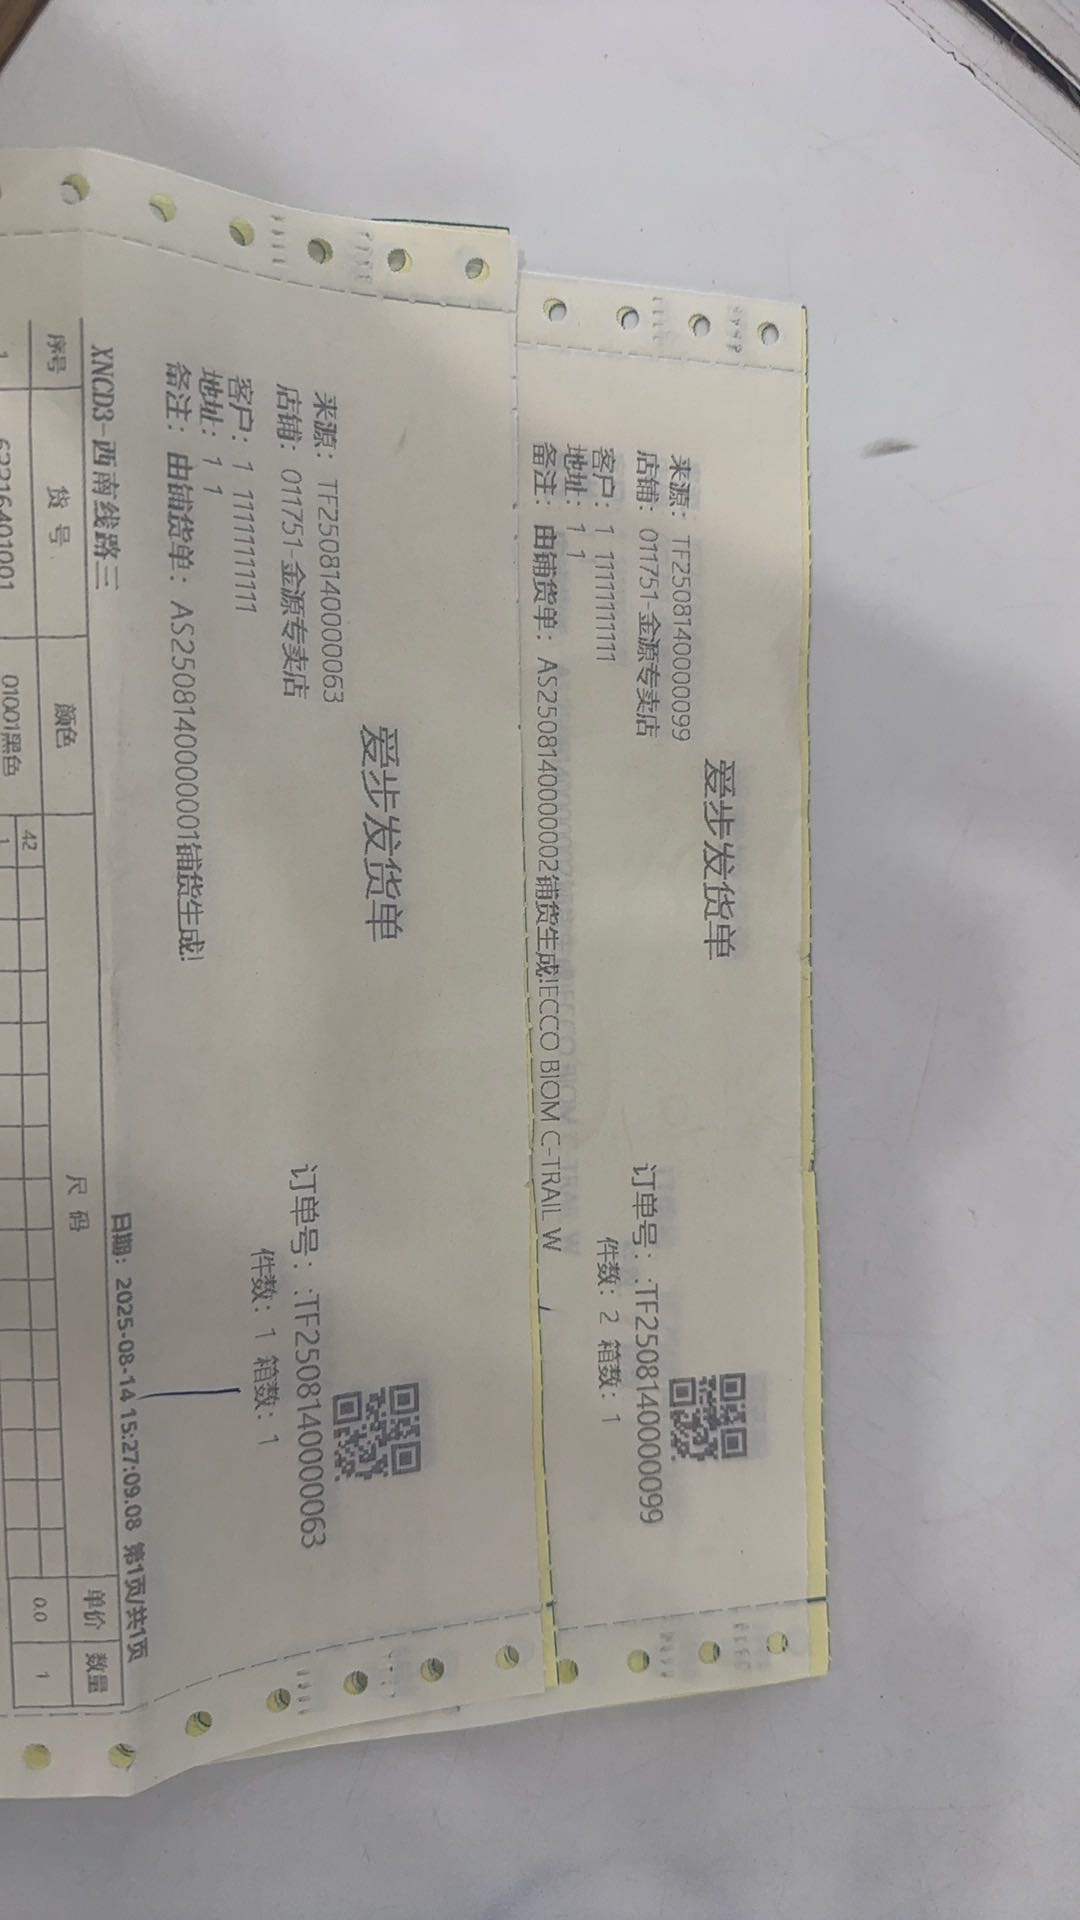 爱步发货单
来源：TF250814000099
订单号：:TF250814000099
店铺：011751-金源专卖店
件数：2 箱数：1
客户：1 11111111111
地址：1 1
备注：由铺货单：AS250814000002铺货生成!ECCO BIOM C-TRAIL W
爱步发货单
来源：TF250814000063
订单号：:TF250814000063
店铺：011751-金源专卖店
件数：1 箱数：1
客户：1 11111111111
地址：1 1
备注：由铺货单：AS250814000001铺货生成!
XNCD3-西南线路三
日期：2025-08-14 15:27:09.08 第1页/共1页
序号 货号 颜色 尺码 单价 数量
42
01001黑色 1 0.0 1